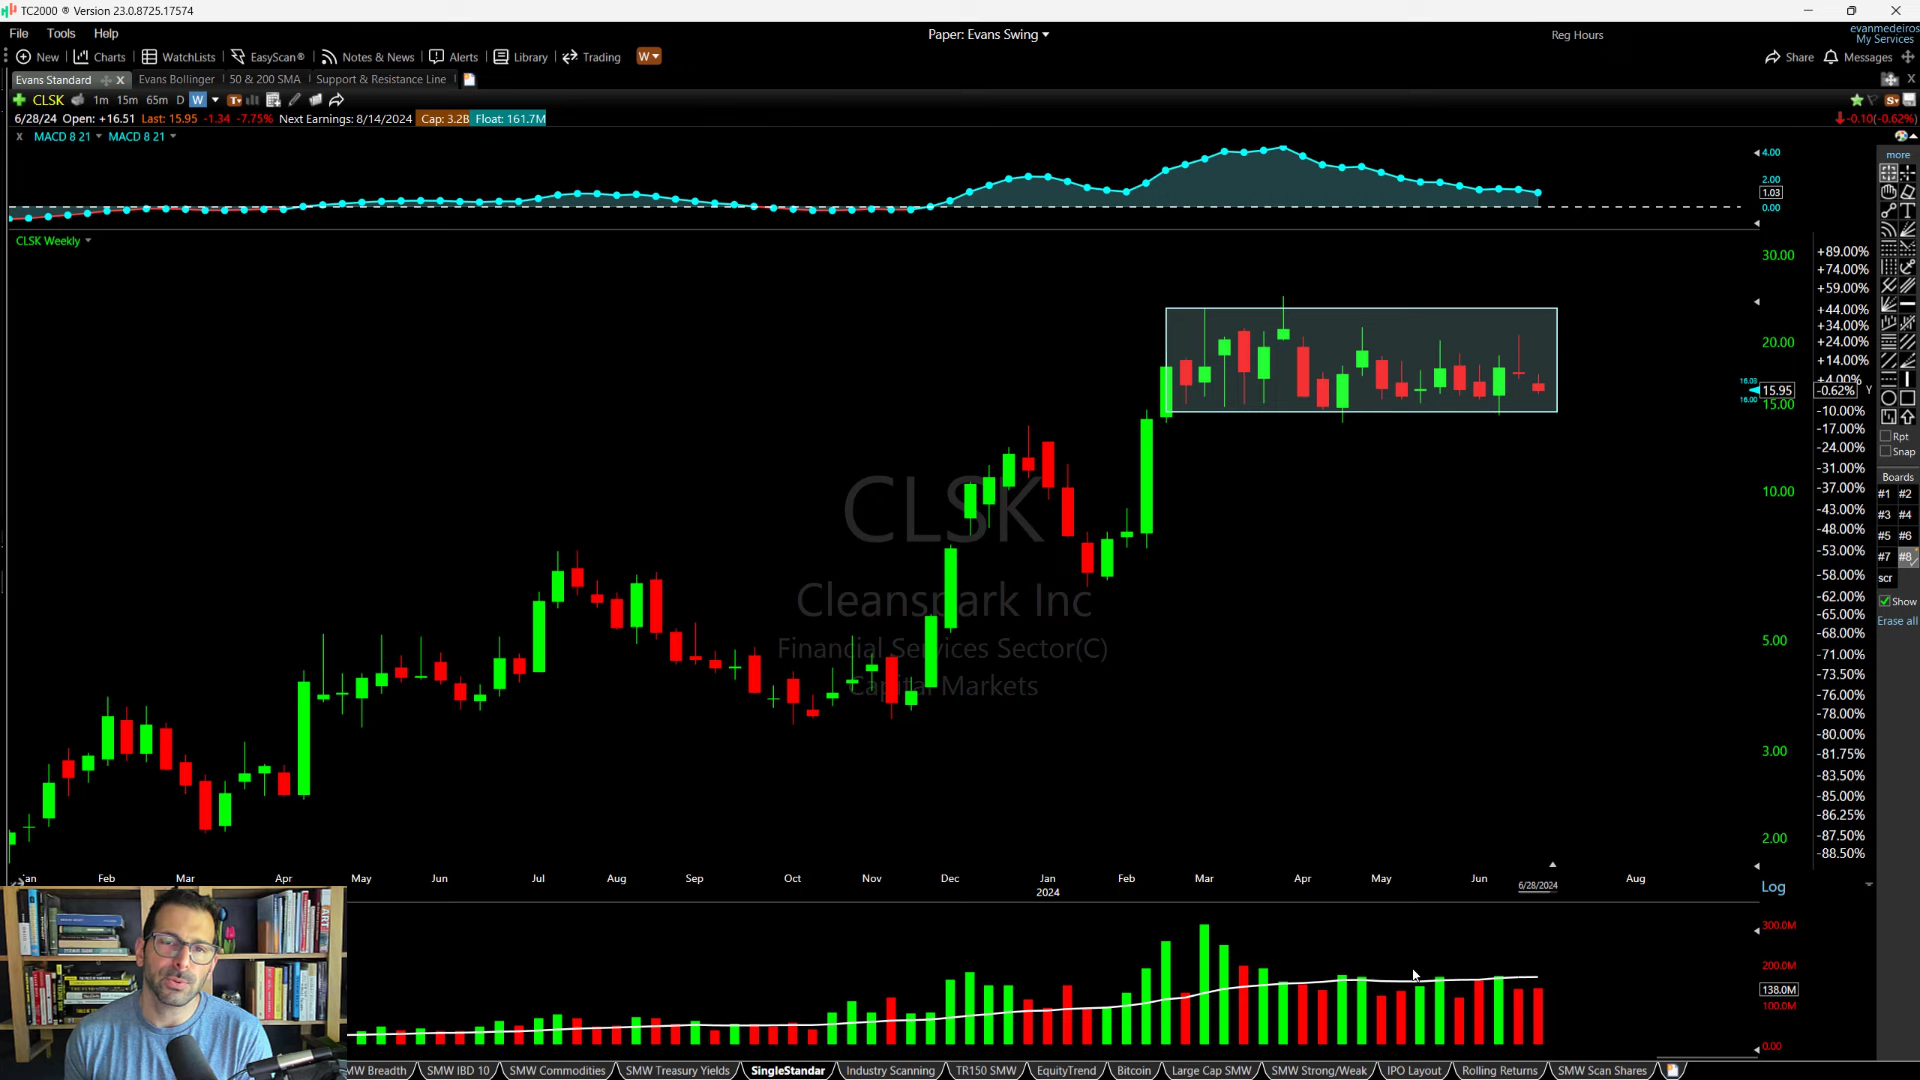 TC2000 ® Version 23.0.8725.17574
File Tools Help
Paper: Evans Swing
Reg Hours
evanmedeiros
My Services
New Charts WatchLists EasyScan® Notes & News Alerts Library Trading W
Share Messages
Evans Standard X Evans Bollinger 50 & 200 SMA Support & Resistance Line
CLSK 1m 15m 65m D W
6/28/24 Open: +16.51 Last: 15.95 -1.34 -7.75% Next Earnings: 8/14/2024 Cap: 3.2B Float: 161.7M
-0.10(-0.62%)
X MACD 8 21 MACD 8 21
more
4.00
2.00
1.03
0.00
CLSK Weekly
30.00
20.00
16.03
15.95
16.00
15.00
10.00
5.00
3.00
2.00
+89.00%
+74.00%
+59.00%
+44.00%
+34.00%
+24.00%
+14.00%
+4.00%
-0.62% Y
-10.00%
-17.00%
-24.00%
-31.00%
-37.00%
-43.00%
-48.00%
-53.00%
-58.00%
-62.00%
-65.00%
-68.00%
-71.00%
-73.50%
-76.00%
-78.00%
-80.00%
-81.75%
-83.50%
-85.00%
-86.25%
-87.50%
-88.50%
Rpt
Snap
Boards
#1 #2
#3 #4
#5 #6
#7 #8
scr
Show
Erase all
CLSK
Cleanspark Inc
Financial Services Sector(C)
Capital Markets
Jan Feb Mar Apr May Jun Jul Aug Sep Oct Nov Dec Jan Feb Mar Apr May Jun 6/28/2024 Aug
2024
Log
300.0M
200.0M
138.0M
100.0M
0.00
MW Breadth SMW IBD 10 SMW Commodities SMW Treasury Yields SingleStandar Industry Scanning TR150 SMW EquityTrend Bitcoin Large Cap SMW SMW Strong/Weak IPO Layout Rolling Returns SMW Scan Shares